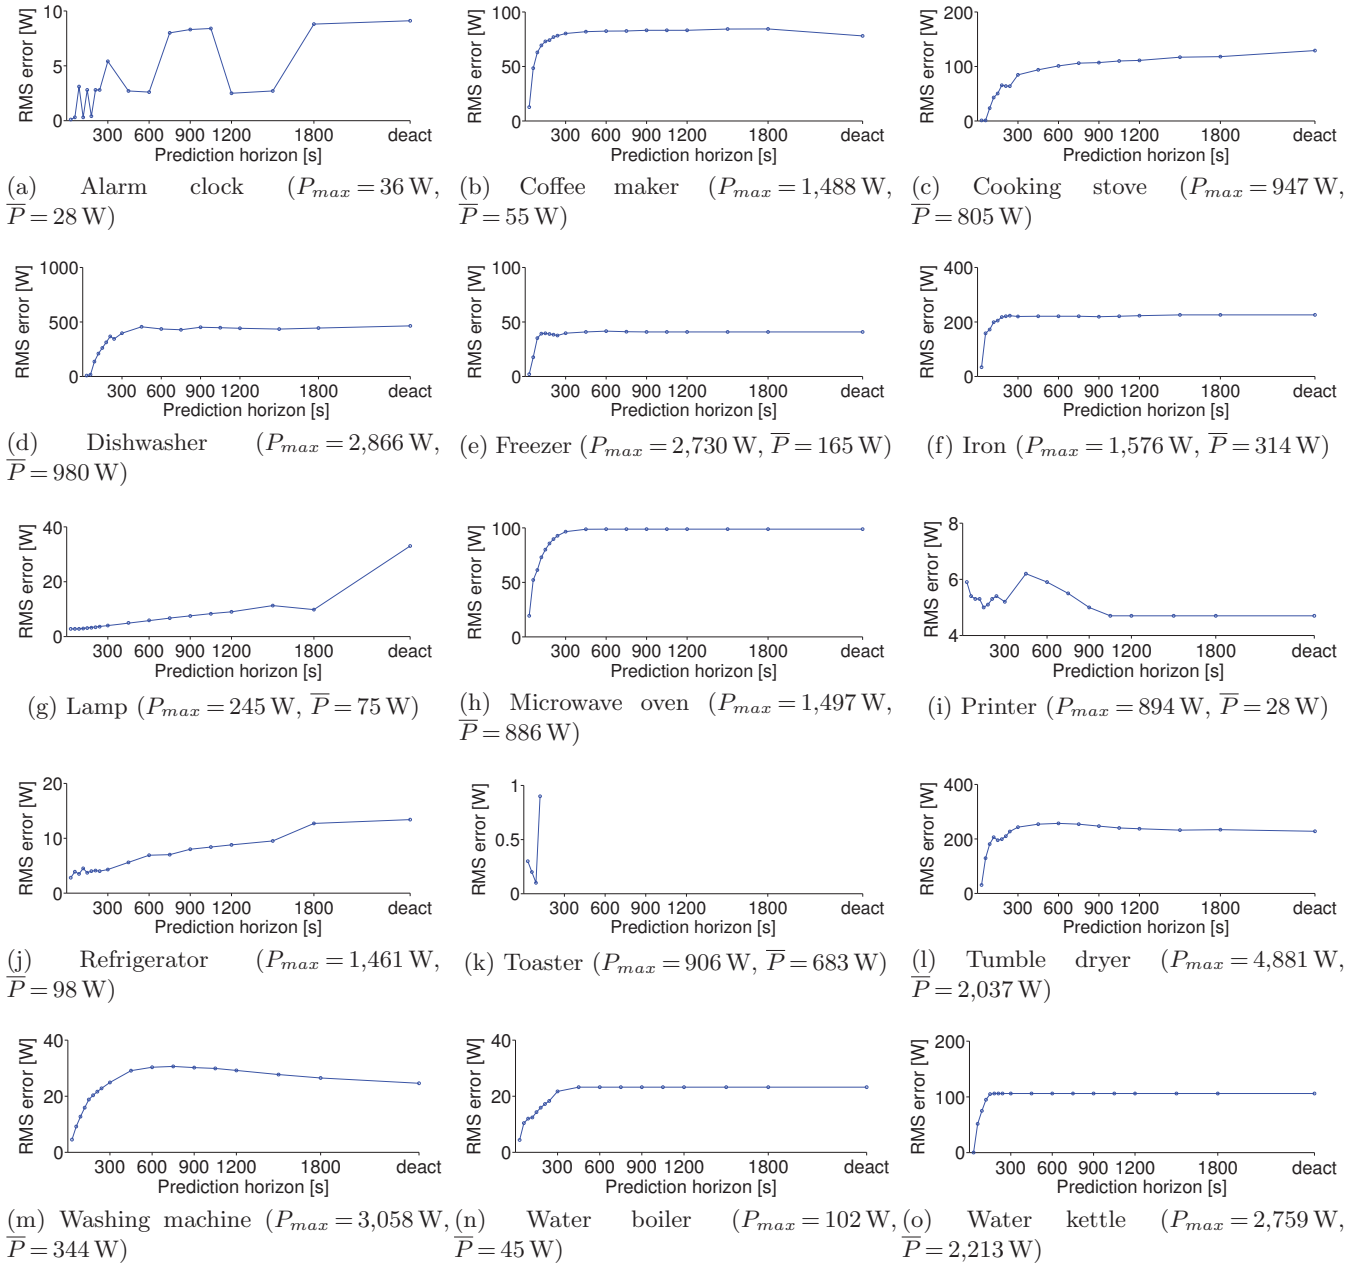 10
5
0
RMS error [W]
300 600 900 1200 1800 deact
Prediction horizon [s]
(a) Alarm clock (P_max = 36 W,
P̅ = 28 W)
100
50
0
RMS error [W]
300 600 900 1200 1800 deact
Prediction horizon [s]
(b) Coffee maker (P_max = 1,488 W,
P̅ = 55 W)
200
100
0
RMS error [W]
300 600 900 1200 1800 deact
Prediction horizon [s]
(c) Cooking stove (P_max = 947 W,
P̅ = 805 W)
1000
500
0
RMS error [W]
300 600 900 1200 1800 deact
Prediction horizon [s]
(d) Dishwasher (P_max = 2,866 W,
P̅ = 980 W)
100
50
0
RMS error [W]
300 600 900 1200 1800 deact
Prediction horizon [s]
(e) Freezer (P_max = 2,730 W, P̅ = 165 W)
400
200
0
RMS error [W]
300 600 900 1200 1800 deact
Prediction horizon [s]
(f) Iron (P_max = 1,576 W, P̅ = 314 W)
40
20
0
RMS error [W]
300 600 900 1200 1800 deact
Prediction horizon [s]
(g) Lamp (P_max = 245 W, P̅ = 75 W)
100
50
0
RMS error [W]
300 600 900 1200 1800 deact
Prediction horizon [s]
(h) Microwave oven (P_max = 1,497 W,
P̅ = 886 W)
8
6
4
RMS error [W]
300 600 900 1200 1800 deact
Prediction horizon [s]
(i) Printer (P_max = 894 W, P̅ = 28 W)
20
10
0
RMS error [W]
300 600 900 1200 1800 deact
Prediction horizon [s]
(j) Refrigerator (P_max = 1,461 W,
P̅ = 98 W)
1
0.5
0
RMS error [W]
300 600 900 1200 1800 deact
Prediction horizon [s]
(k) Toaster (P_max = 906 W, P̅ = 683 W)
400
200
0
RMS error [W]
300 600 900 1200 1800 deact
Prediction horizon [s]
(l) Tumble dryer (P_max = 4,881 W,
P̅ = 2,037 W)
40
20
0
RMS error [W]
300 600 900 1200 1800 deact
Prediction horizon [s]
(m) Washing machine (P_max = 3,058 W,
P̅ = 344 W)
40
20
0
RMS error [W]
300 600 900 1200 1800 deact
Prediction horizon [s]
(n) Water boiler (P_max = 102 W,
P̅ = 45 W)
200
100
0
RMS error [W]
300 600 900 1200 1800 deact
Prediction horizon [s]
(o) Water kettle (P_max = 2,759 W,
P̅ = 2,213 W)